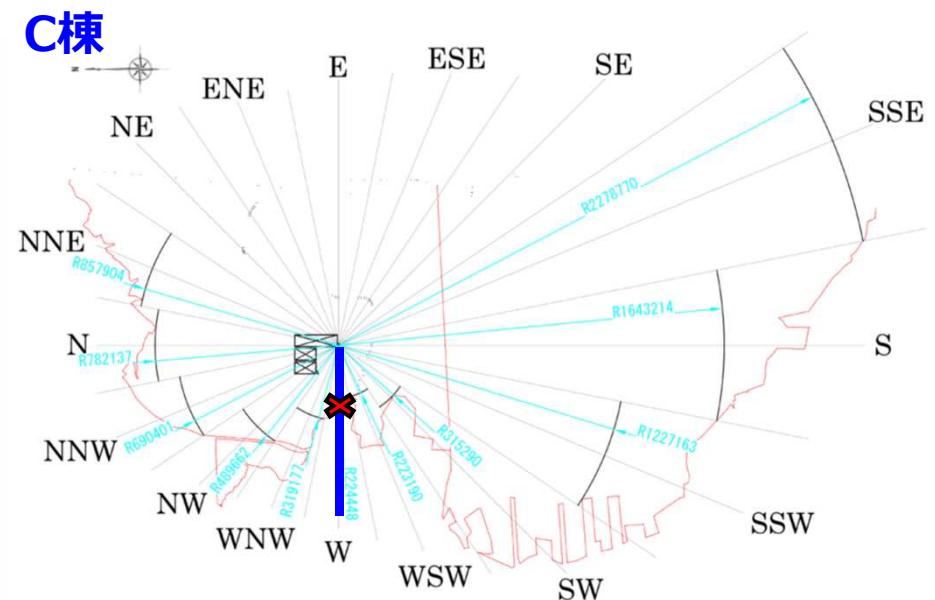 C棟
N
E
ESE
SE
ENE
NE
SSE
NNE
R2278770
R857904
R1643214
N
S
R782137
R690401
R489662
R319177
R224448
R223190
R315290
R1227163
NNW
NW
WNW
W
WSW
SW
SSW